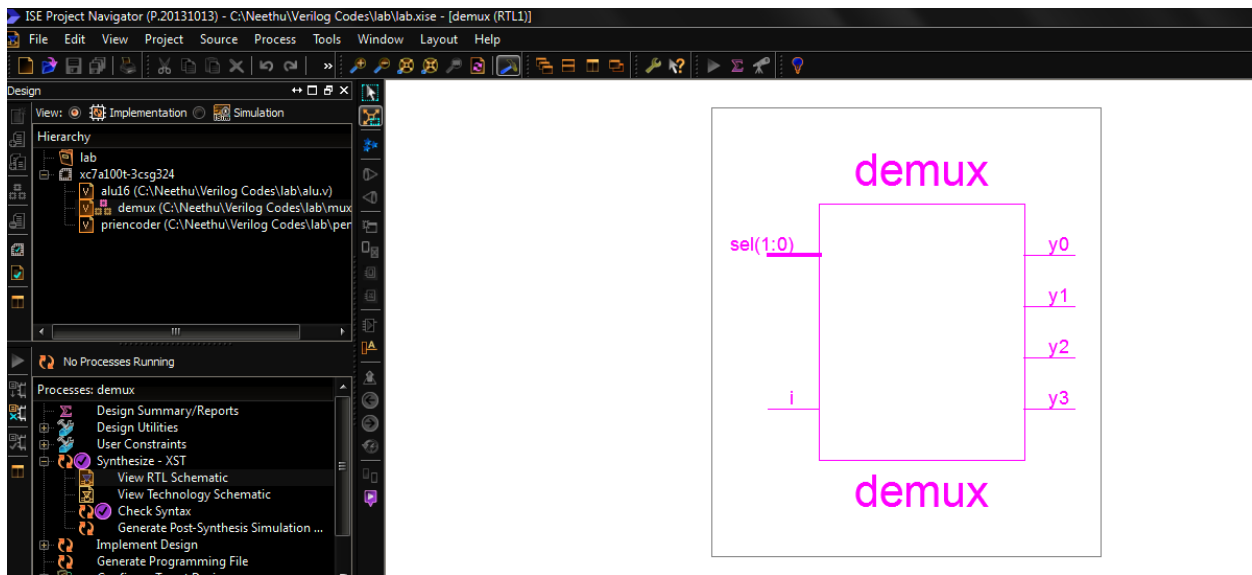 ISE Project Navigator (P.20131013) - C:\Neethu\Verilog Codes\lab\lab.xise - [demux (RTL1)]
File Edit View Project Source Process Tools Window Layout Help
Design
View: Implementation Simulation
Hierarchy
lab
xc7a100t-3csg324
alu16 (C:\Neethu\Verilog Codes\lab\alu.v)
demux (C:\Neethu\Verilog Codes\lab\mux
priencoder (C:\Neethu\Verilog Codes\lab\per
No Processes Running
Processes: demux
Design Summary/Reports
Design Utilities
User Constraints
Synthesize - XST
View RTL Schematic
View Technology Schematic
Check Syntax
Generate Post-Synthesis Simulation ...
Implement Design
Generate Programming File
demux
sel(1:0)
i
y0
y1
y2
y3
demux